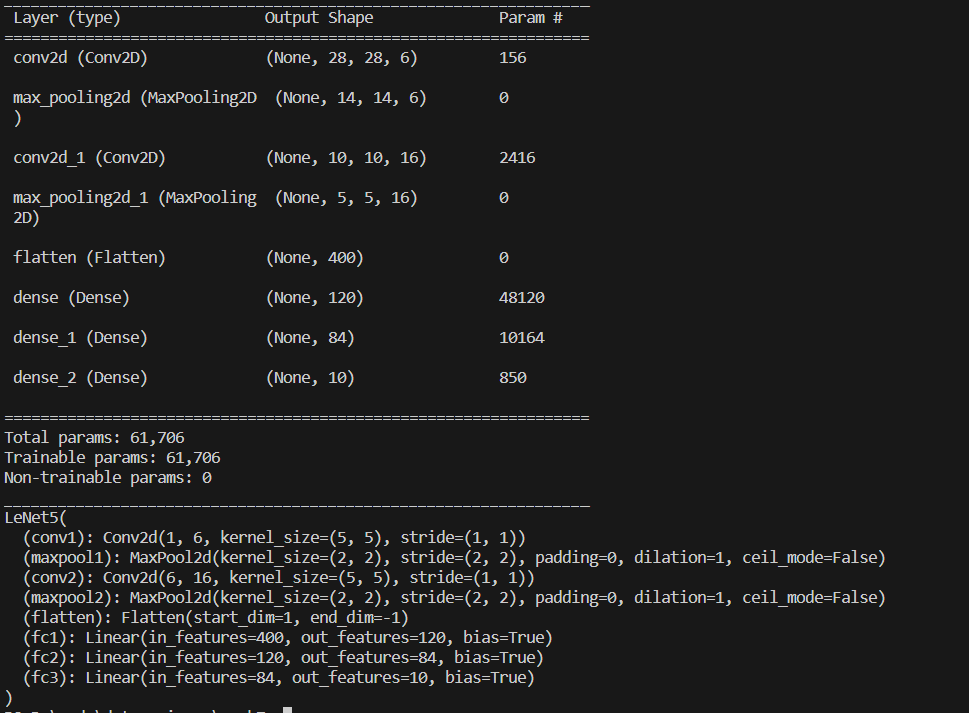 Layer (type) Output Shape Param #
=================================================================
conv2d (Conv2D) (None, 28, 28, 6) 156
max_pooling2d (MaxPooling2D (None, 14, 14, 6) 0
)
conv2d_1 (Conv2D) (None, 10, 10, 16) 2416
max_pooling2d_1 (MaxPooling (None, 5, 5, 16) 0
2D)
flatten (Flatten) (None, 400) 0
dense (Dense) (None, 120) 48120
dense_1 (Dense) (None, 84) 10164
dense_2 (Dense) (None, 10) 850
=================================================================
Total params: 61,706
Trainable params: 61,706
Non-trainable params: 0
_________________________________________________________________
LeNet5(
(conv1): Conv2d(1, 6, kernel_size=(5, 5), stride=(1, 1))
(maxpool1): MaxPool2d(kernel_size=(2, 2), stride=(2, 2), padding=0, dilation=1, ceil_mode=False)
(conv2): Conv2d(6, 16, kernel_size=(5, 5), stride=(1, 1))
(maxpool2): MaxPool2d(kernel_size=(2, 2), stride=(2, 2), padding=0, dilation=1, ceil_mode=False)
(flatten): Flatten(start_dim=1, end_dim=-1)
(fc1): Linear(in_features=400, out_features=120, bias=True)
(fc2): Linear(in_features=120, out_features=84, bias=True)
(fc3): Linear(in_features=84, out_features=10, bias=True)
)